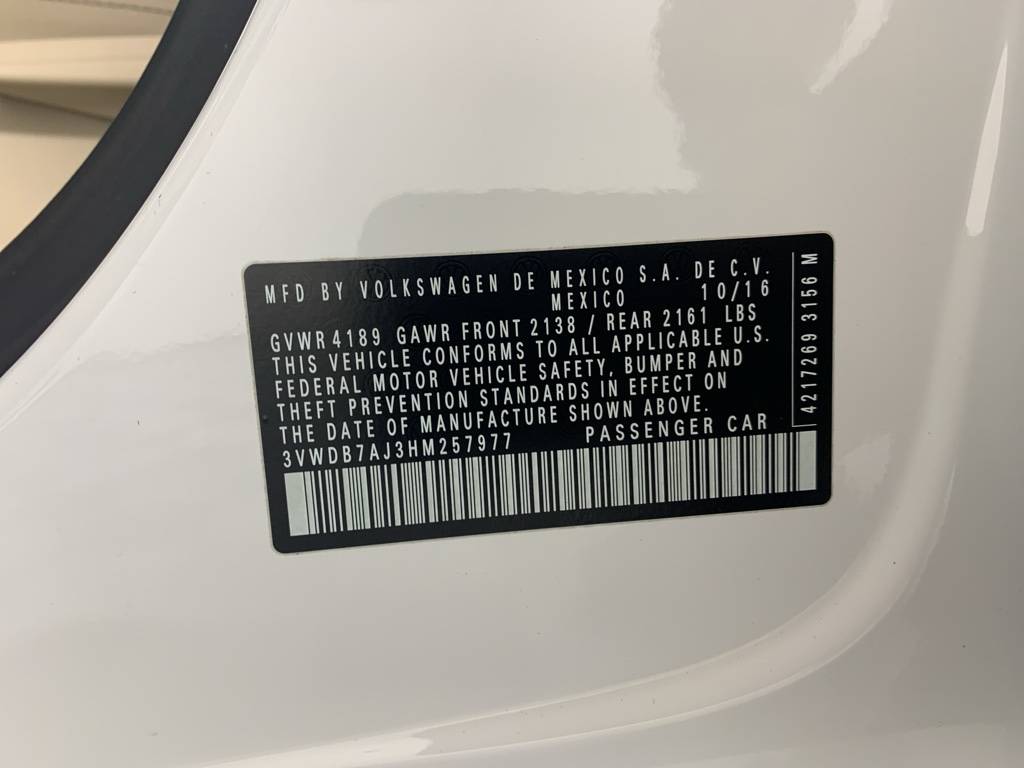 MFD BY VOLKSWAGEN DE MEXICO S.A. DE C.V.
MEXICO 10/16
GVWR 4189 GAWR FRONT 2138 / REAR 2161 LBS
THIS VEHICLE CONFORMS TO ALL APPLICABLE U.S.
FEDERAL MOTOR VEHICLE SAFETY, BUMPER AND
THEFT PREVENTION STANDARDS IN EFFECT ON
THE DATE OF MANUFACTURE SHOWN ABOVE.
3VWDB7AJ3HM257977 PASSENGER CAR
4217269 3156 M